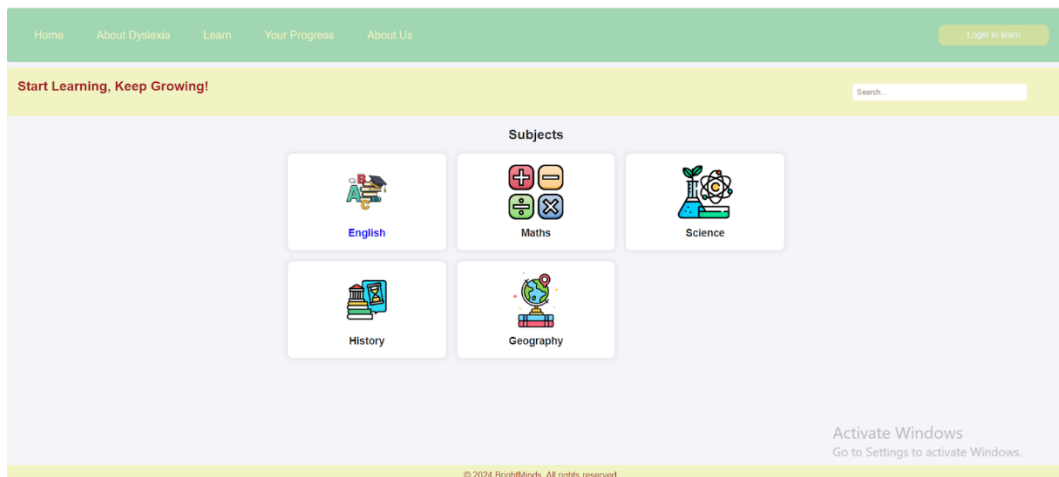 Home About Dyslexia Learn Your Progress About Us Login to learn
Start Learning, Keep Growing!
Search...
Subjects
A B C
English
Maths
Science
History
Geography
Activate Windows
Go to Settings to activate Windows.
© 2024 BrightMinds. All rights reserved.